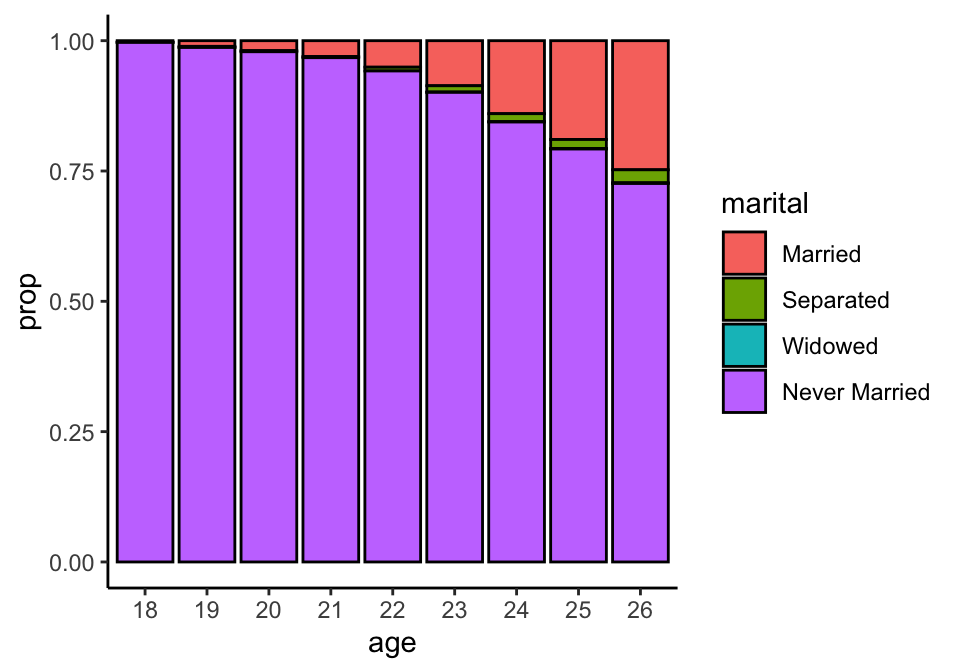 1.00
0.75
0.50
0.25
0.00
prop
18 19 20 21 22 23 24 25 26
age
marital
Married
Separated
Widowed
Never Married